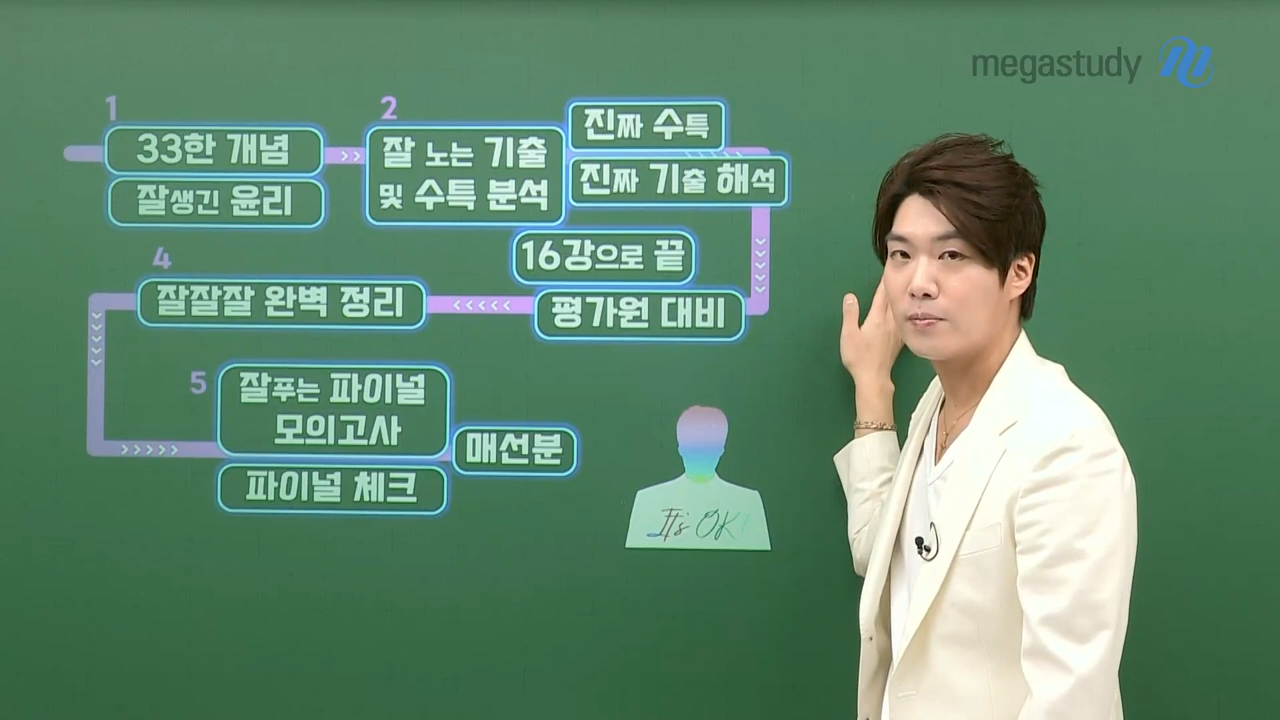 megastudy
1
33한 개념
잘생긴 윤리
2
잘 노는 기출
및 수특 분석
진짜 수특
진짜 기출 해석
16강으로 끝
평가원 대비
4
잘잘잘 완벽 정리
5
잘푸는 파이널
모의고사
매선분
파이널 체크
It's OK!